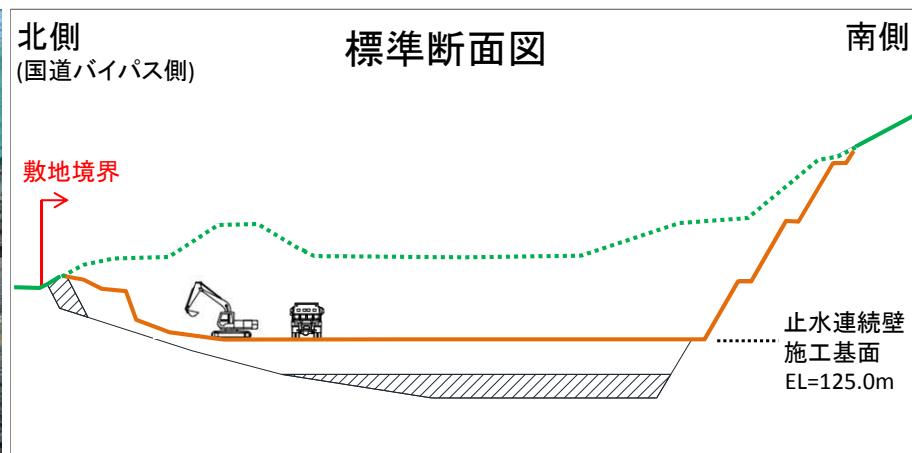 北側
(国道バイパス側)
標準断面図
南側
敷地境界
止水連続壁
施工基面
EL=125.0m